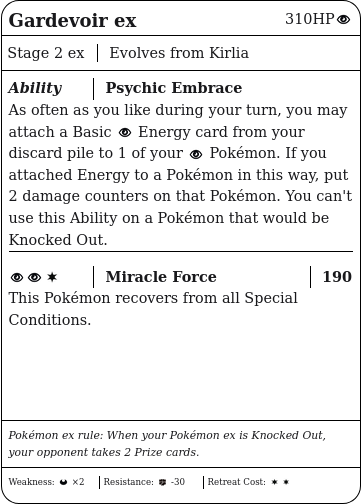 Gardevoir ex 310HP
Stage 2 ex Evolves from Kirlia
Ability Psychic Embrace
As often as you like during your turn, you may
attach a Basic Energy card from your
discard pile to 1 of your Pokémon. If you
attached Energy to a Pokémon in this way, put
2 damage counters on that Pokémon. You can't
use this Ability on a Pokémon that would be
Knocked Out.
Miracle Force 190
This Pokémon recovers from all Special
Conditions.
Pokémon ex rule: When your Pokémon ex is Knocked Out,
your opponent takes 2 Prize cards.
Weakness: ×2 Resistance: -30 Retreat Cost: